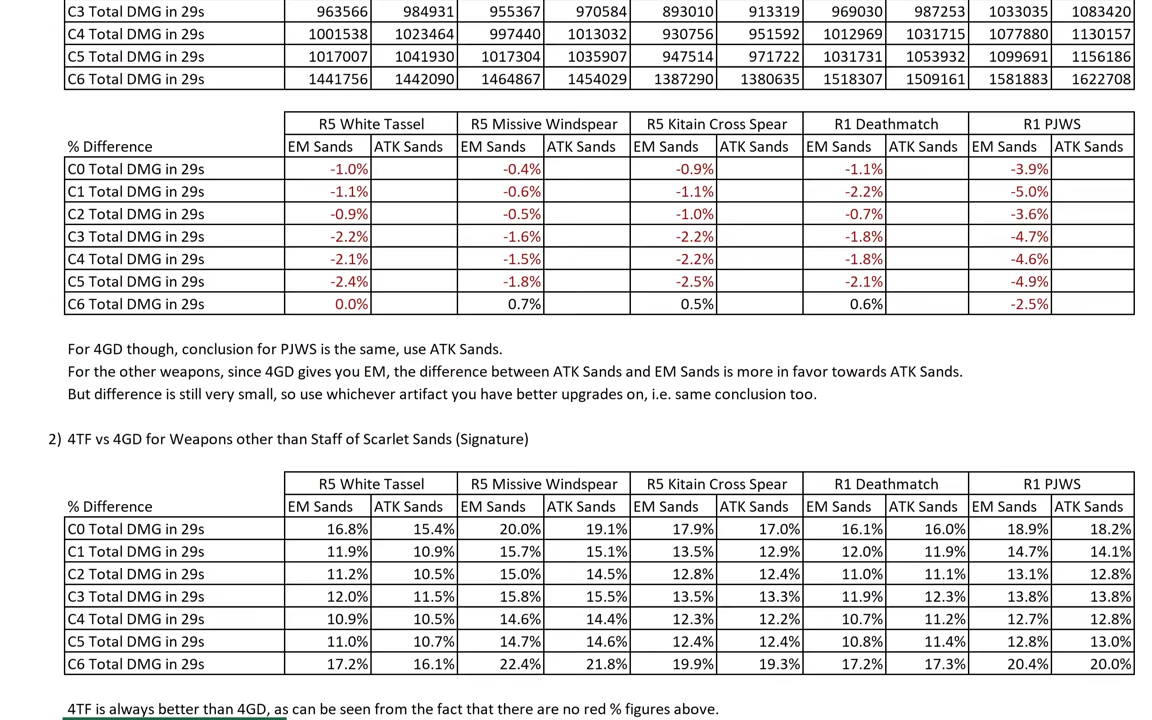 C3 Total DMG in 29s 963566 984931 955367 970584 893010 913319 969030 987253 1033035 1083420
C4 Total DMG in 29s 1001538 1023464 997440 1013032 930756 951592 1012969 1031715 1077880 1130157
C5 Total DMG in 29s 1017007 1041930 1017304 1035907 947514 971722 1031731 1053932 1099691 1156186
C6 Total DMG in 29s 1441756 1442090 1464867 1454029 1387290 1380635 1518307 1509161 1581883 1622708
R5 White Tassel R5 Missive Windspear R5 Kitain Cross Spear R1 Deathmatch R1 PJWS
% Difference EM Sands ATK Sands EM Sands ATK Sands EM Sands ATK Sands EM Sands ATK Sands EM Sands ATK Sands
C0 Total DMG in 29s -1.0% -0.4% -0.9% -1.1% -3.9%
C1 Total DMG in 29s -1.1% -0.6% -1.1% -2.2% -5.0%
C2 Total DMG in 29s -0.9% -0.5% -1.0% -0.7% -3.6%
C3 Total DMG in 29s -2.2% -1.6% -2.2% -1.8% -4.7%
C4 Total DMG in 29s -2.1% -1.5% -2.2% -1.8% -4.6%
C5 Total DMG in 29s -2.4% -1.8% -2.5% -2.1% -4.9%
C6 Total DMG in 29s 0.0% 0.7% 0.5% 0.6% -2.5%
For 4GD though, conclusion for PJWS is the same, use ATK Sands.
For the other weapons, since 4GD gives you EM, the difference between ATK Sands and EM Sands is more in favor towards ATK Sands.
But difference is still very small, so use whichever artifact you have better upgrades on, i.e. same conclusion too.
2) 4TF vs 4GD for Weapons other than Staff of Scarlet Sands (Signature)
R5 White Tassel R5 Missive Windspear R5 Kitain Cross Spear R1 Deathmatch R1 PJWS
% Difference EM Sands ATK Sands EM Sands ATK Sands EM Sands ATK Sands EM Sands ATK Sands EM Sands ATK Sands
C0 Total DMG in 29s 16.8% 15.4% 20.0% 19.1% 17.9% 17.0% 16.1% 16.0% 18.9% 18.2%
C1 Total DMG in 29s 11.9% 10.9% 15.7% 15.1% 13.5% 12.9% 12.0% 11.9% 14.7% 14.1%
C2 Total DMG in 29s 11.2% 10.5% 15.0% 14.5% 12.8% 12.4% 11.0% 11.1% 13.1% 12.8%
C3 Total DMG in 29s 12.0% 11.5% 15.8% 15.5% 13.5% 13.3% 11.9% 12.3% 13.8% 13.8%
C4 Total DMG in 29s 10.9% 10.5% 14.6% 14.4% 12.3% 12.2% 10.7% 11.2% 12.7% 12.8%
C5 Total DMG in 29s 11.0% 10.7% 14.7% 14.6% 12.4% 12.4% 10.8% 11.4% 12.8% 13.0%
C6 Total DMG in 29s 17.2% 16.1% 22.4% 21.8% 19.9% 19.3% 17.2% 17.3% 20.4% 20.0%
4TF is always better than 4GD, as can be seen from the fact that there are no red % figures above.